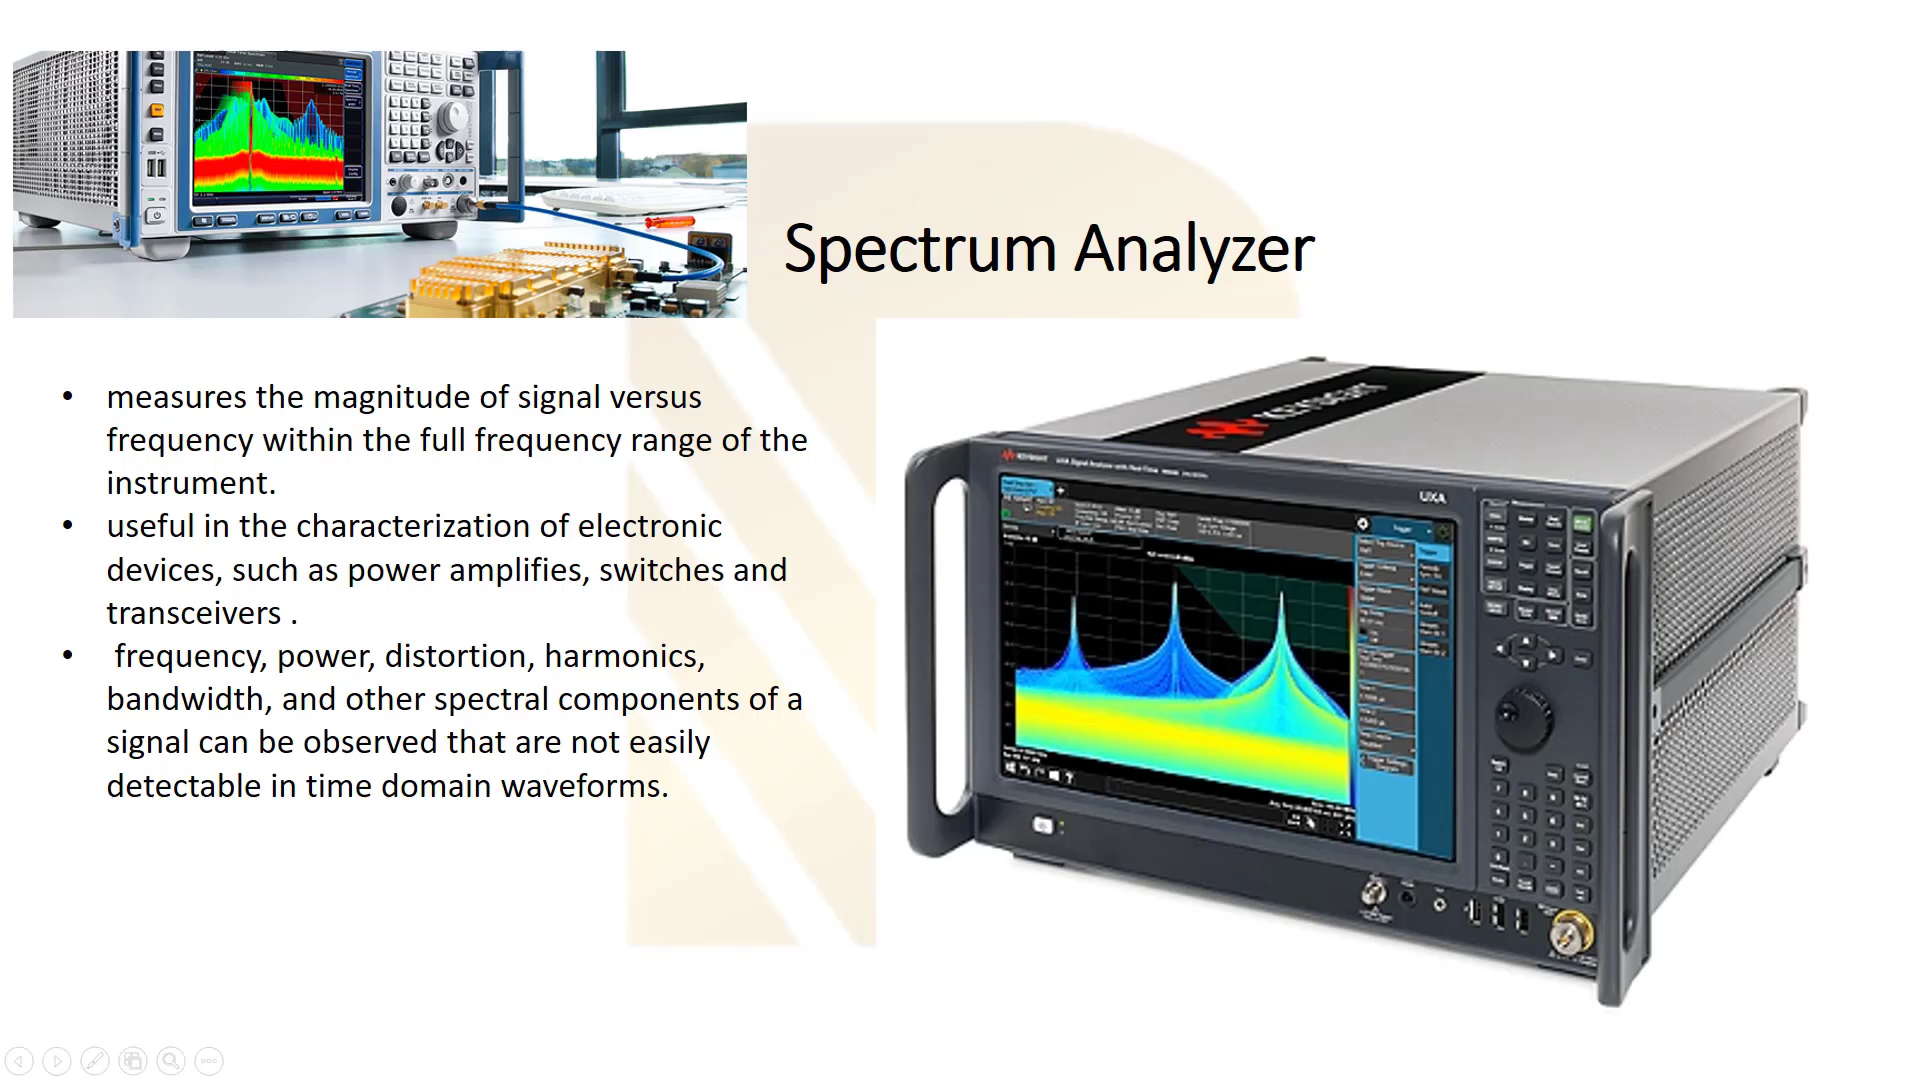 Spectrum Analyzer
• measures the magnitude of signal versus
frequency within the full frequency range of the
instrument.
• useful in the characterization of electronic
devices, such as power amplifies, switches and
transceivers .
• frequency, power, distortion, harmonics,
bandwidth, and other spectral components of a
signal can be observed that are not easily
detectable in time domain waveforms.
KEYSIGHT
KEYSIGHT
UXA